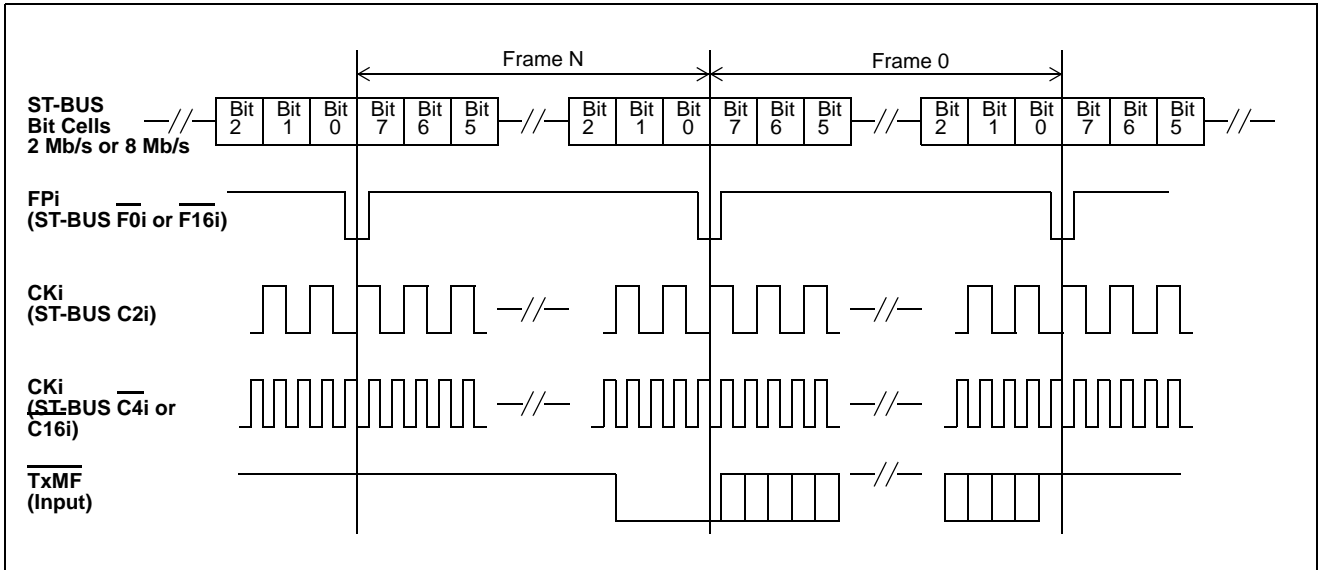 Frame N
Frame 0
ST-BUS
Bit Cells
2 Mb/s or 8 Mb/s
Bit 2 Bit 1 Bit 0 Bit 7 Bit 6 Bit 5 Bit 2 Bit 1 Bit 0 Bit 7 Bit 6 Bit 5 Bit 2 Bit 1 Bit 0 Bit 7 Bit 6 Bit 5
FPi
(ST-BUS F0i or F16i)
CKi
(ST-BUS C2i)
CKi
(ST-BUS C4i or
C16i)
TxMF
(Input)